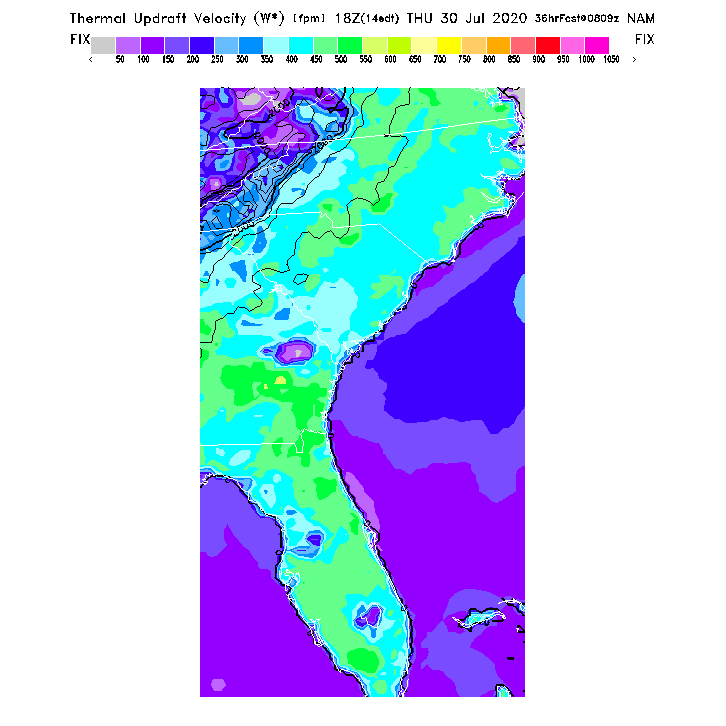 Thermal Updraft Velocity (W*) [fpm] 18Z(14edt) THU 30 Jul 2020 36hrFcst@0809z NAM
FIX FIX
< 50 100 150 200 250 300 350 400 450 500 550 600 650 700 750 800 850 900 950 1000 1050 >